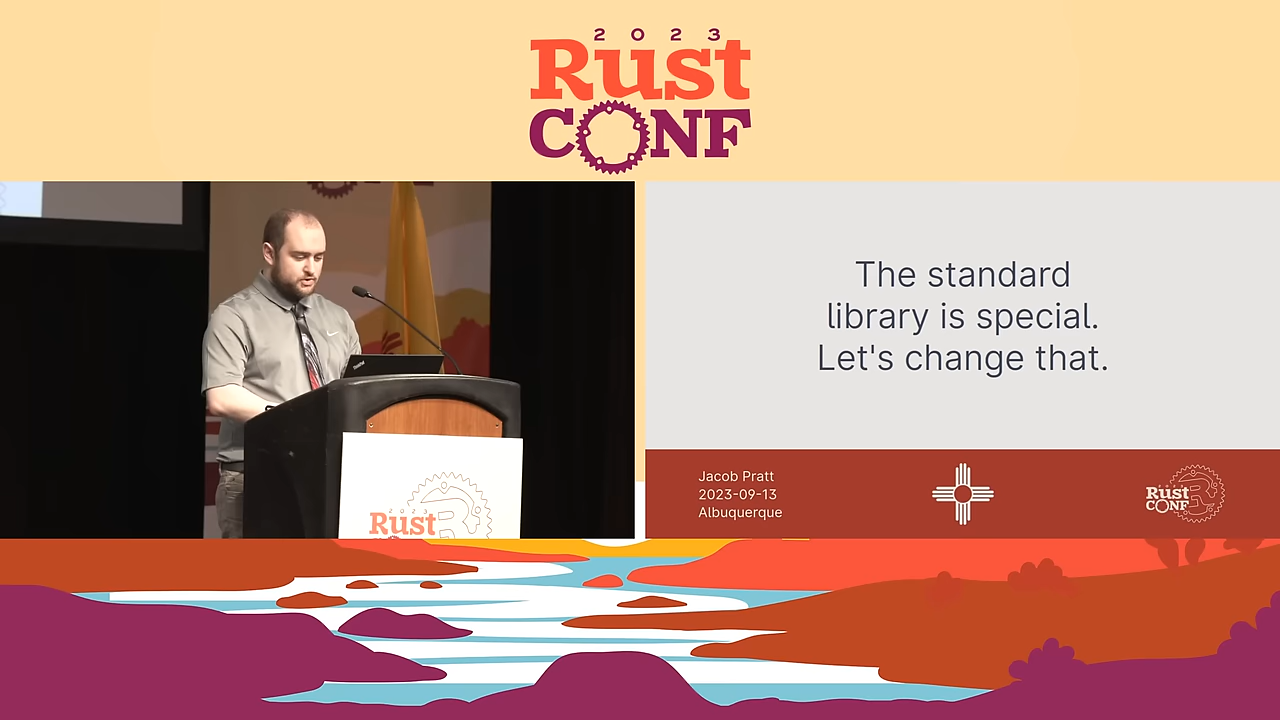 2023
Rust
CONF
The standard
library is special.
Let's change that.
Jacob Pratt
2023-09-13
Albuquerque
Rust
CONF
2023
Rust